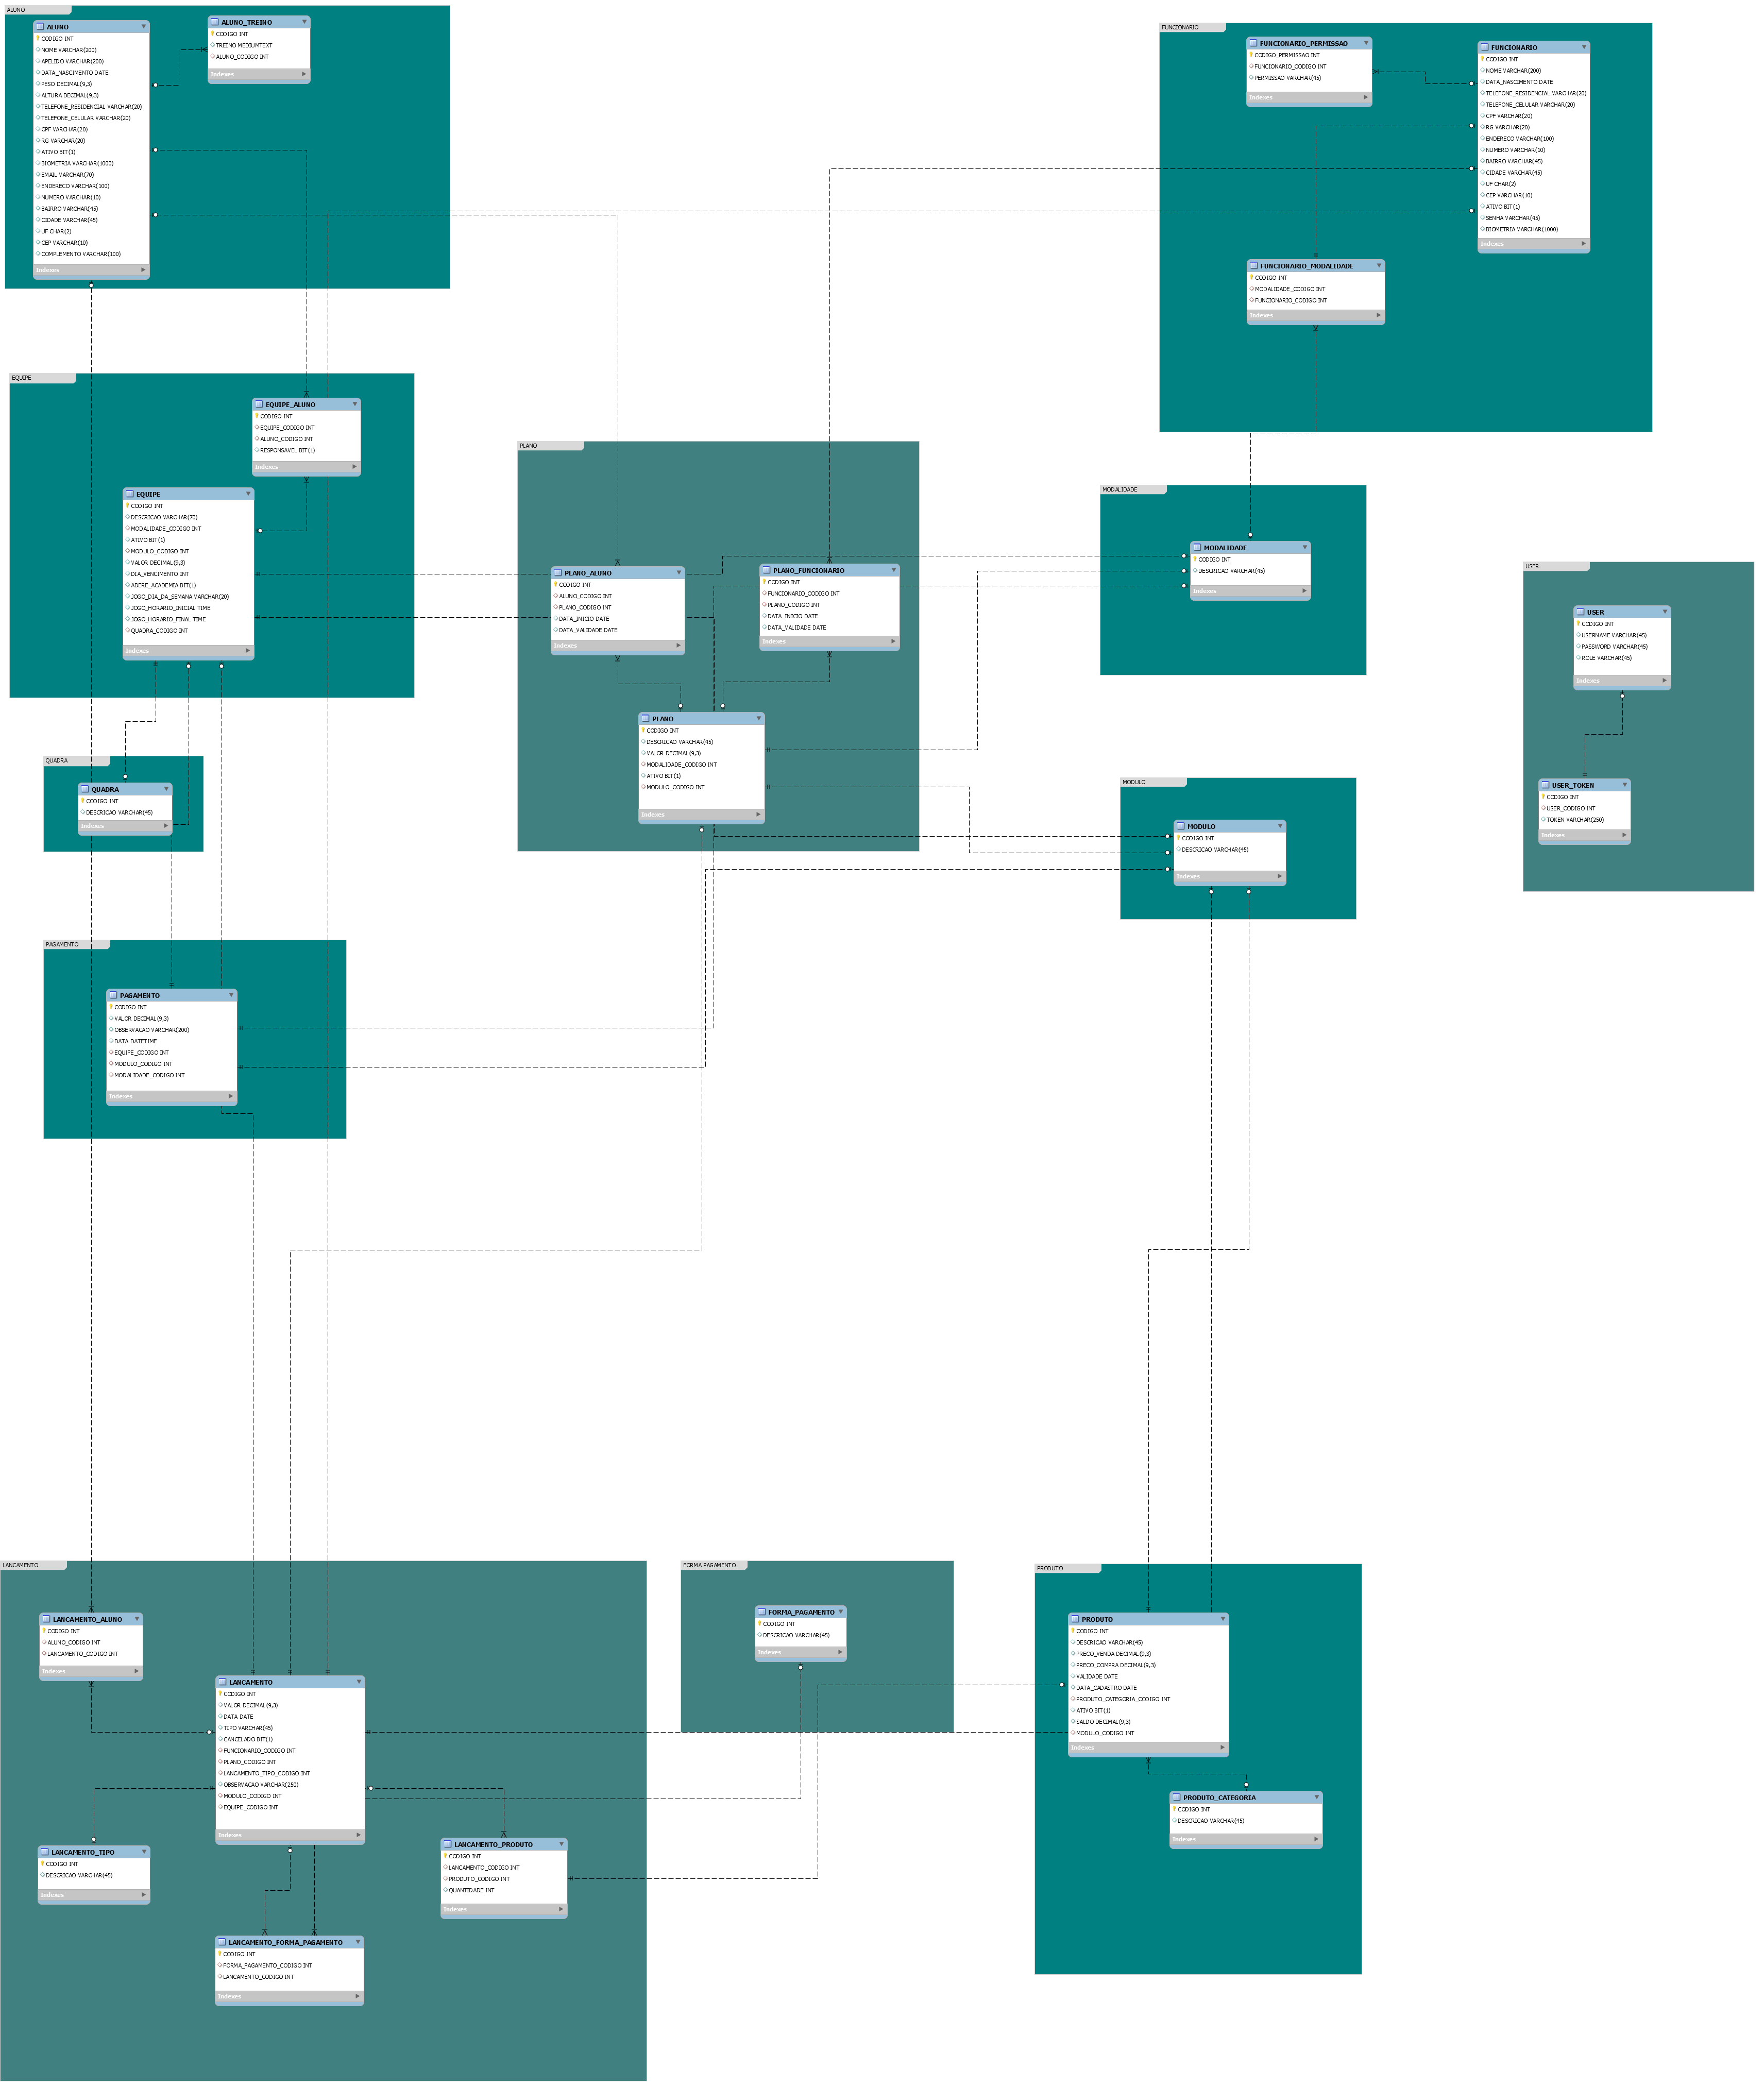 ALUNO
ALUNO
CODIGO INT
NOME VARCHAR(200)
APELIDO VARCHAR(200)
DATA_NASCIMENTO DATE
PESO DECIMAL(9,3)
ALTURA DECIMAL(9,3)
TELEFONE_RESIDENCIAL VARCHAR(20)
TELEFONE_CELULAR VARCHAR(20)
CPF VARCHAR(20)
RG VARCHAR(20)
ATIVO BIT(1)
BIOMETRIA VARCHAR(1000)
EMAIL VARCHAR(70)
ENDERECO VARCHAR(100)
NUMERO VARCHAR(10)
BAIRRO VARCHAR(45)
CIDADE VARCHAR(45)
UF CHAR(2)
CEP VARCHAR(10)
COMPLEMENTO VARCHAR(100)
Indexes
ALUNO_TREINO
CODIGO INT
TREINO MEDIUMTEXT
ALUNO_CODIGO INT
Indexes
FUNCIONARIO
FUNCIONARIO_PERMISSAO
CODIGO_PERMISSAO INT
FUNCIONARIO_CODIGO INT
PERMISSAO VARCHAR(45)
Indexes
FUNCIONARIO
CODIGO INT
NOME VARCHAR(200)
DATA_NASCIMENTO DATE
TELEFONE_RESIDENCIAL VARCHAR(20)
TELEFONE_CELULAR VARCHAR(20)
CPF VARCHAR(20)
RG VARCHAR(20)
ENDERECO VARCHAR(100)
NUMERO VARCHAR(10)
BAIRRO VARCHAR(45)
CIDADE VARCHAR(45)
UF CHAR(2)
CEP VARCHAR(10)
ATIVO BIT(1)
SENHA VARCHAR(45)
BIOMETRIA VARCHAR(1000)
Indexes
FUNCIONARIO_MODALIDADE
CODIGO INT
MODALIDADE_CODIGO INT
FUNCIONARIO_CODIGO INT
Indexes
EQUIPE
EQUIPE_ALUNO
CODIGO INT
EQUIPE_CODIGO INT
ALUNO_CODIGO INT
RESPONSAVEL BIT(1)
Indexes
EQUIPE
CODIGO INT
DESCRICAO VARCHAR(70)
MODALIDADE_CODIGO INT
ATIVO BIT(1)
MODULO_CODIGO INT
VALOR DECIMAL(9,3)
DIA_VENCIMENTO INT
ADERE_ACADEMIA BIT(1)
JOGO_DIA_DA_SEMANA VARCHAR(20)
JOGO_HORARIO_INICIAL TIME
JOGO_HORARIO_FINAL TIME
QUADRA_CODIGO INT
Indexes
PLANO
PLANO_ALUNO
CODIGO INT
ALUNO_CODIGO INT
PLANO_CODIGO INT
DATA_INICIO DATE
DATA_VALIDADE DATE
Indexes
PLANO_FUNCIONARIO
CODIGO INT
FUNCIONARIO_CODIGO INT
PLANO_CODIGO INT
DATA_INICIO DATE
DATA_VALIDADE DATE
Indexes
PLANO
CODIGO INT
DESCRICAO VARCHAR(45)
VALOR DECIMAL(9,3)
MODALIDADE_CODIGO INT
ATIVO BIT(1)
MODULO_CODIGO INT
Indexes
MODALIDADE
MODALIDADE
CODIGO INT
DESCRICAO VARCHAR(45)
Indexes
USER
USER
CODIGO INT
USERNAME VARCHAR(45)
PASSWORD VARCHAR(45)
ROLE VARCHAR(45)
Indexes
USER_TOKEN
CODIGO INT
USER_CODIGO INT
TOKEN VARCHAR(250)
Indexes
QUADRA
QUADRA
CODIGO INT
DESCRICAO VARCHAR(45)
Indexes
MODULO
MODULO
CODIGO INT
DESCRICAO VARCHAR(45)
Indexes
PAGAMENTO
PAGAMENTO
CODIGO INT
VALOR DECIMAL(9,3)
OBSERVACAO VARCHAR(200)
DATA DATETIME
EQUIPE_CODIGO INT
MODULO_CODIGO INT
MODALIDADE_CODIGO INT
Indexes
LANCAMENTO
LANCAMENTO_ALUNO
CODIGO INT
ALUNO_CODIGO INT
LANCAMENTO_CODIGO INT
Indexes
LANCAMENTO
CODIGO INT
VALOR DECIMAL(9,3)
DATA DATE
TIPO VARCHAR(45)
CANCELADO BIT(1)
FUNCIONARIO_CODIGO INT
PLANO_CODIGO INT
LANCAMENTO_TIPO_CODIGO INT
OBSERVACAO VARCHAR(250)
MODULO_CODIGO INT
EQUIPE_CODIGO INT
Indexes
LANCAMENTO_TIPO
CODIGO INT
DESCRICAO VARCHAR(45)
Indexes
LANCAMENTO_PRODUTO
CODIGO INT
LANCAMENTO_CODIGO INT
PRODUTO_CODIGO INT
QUANTIDADE INT
Indexes
LANCAMENTO_FORMA_PAGAMENTO
CODIGO INT
FORMA_PAGAMENTO_CODIGO INT
LANCAMENTO_CODIGO INT
Indexes
FORMA PAGAMENTO
FORMA_PAGAMENTO
CODIGO INT
DESCRICAO VARCHAR(45)
Indexes
PRODUTO
PRODUTO
CODIGO INT
DESCRICAO VARCHAR(45)
PRECO_VENDA DECIMAL(9,3)
PRECO_COMPRA DECIMAL(9,3)
VALIDADE DATE
DATA_CADASTRO DATE
PRODUTO_CATEGORIA_CODIGO INT
ATIVO BIT(1)
SALDO DECIMAL(9,3)
MODULO_CODIGO INT
Indexes
PRODUTO_CATEGORIA
CODIGO INT
DESCRICAO VARCHAR(45)
Indexes